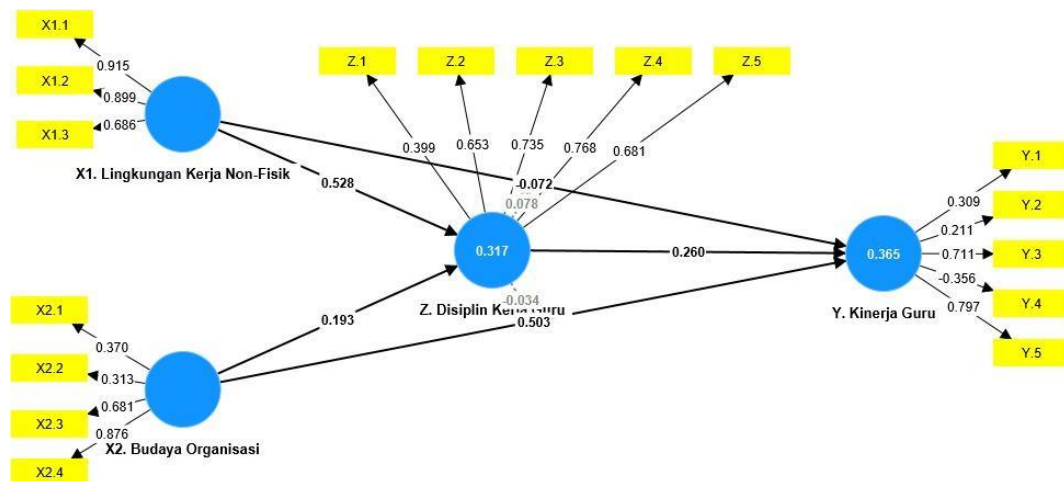 X1.1
X1.2
X1.3
0.915
0.899
0.686
X1. Lingkungan Kerja Non-Fisik
Z.1
Z.2
Z.3
Z.4
Z.5
0.399
0.653
0.735
0.768
0.681
0.528
-0.072
0.078
0.317
Z. Disiplin Kerja Guru
-0.034
0.260
0.193
0.503
X2.1
X2.2
X2.3
X2.4
0.370
0.313
0.681
0.876
X2. Budaya Organisasi
0.365
Y. Kinerja Guru
0.309
0.211
0.711
-0.356
0.797
Y.1
Y.2
Y.3
Y.4
Y.5